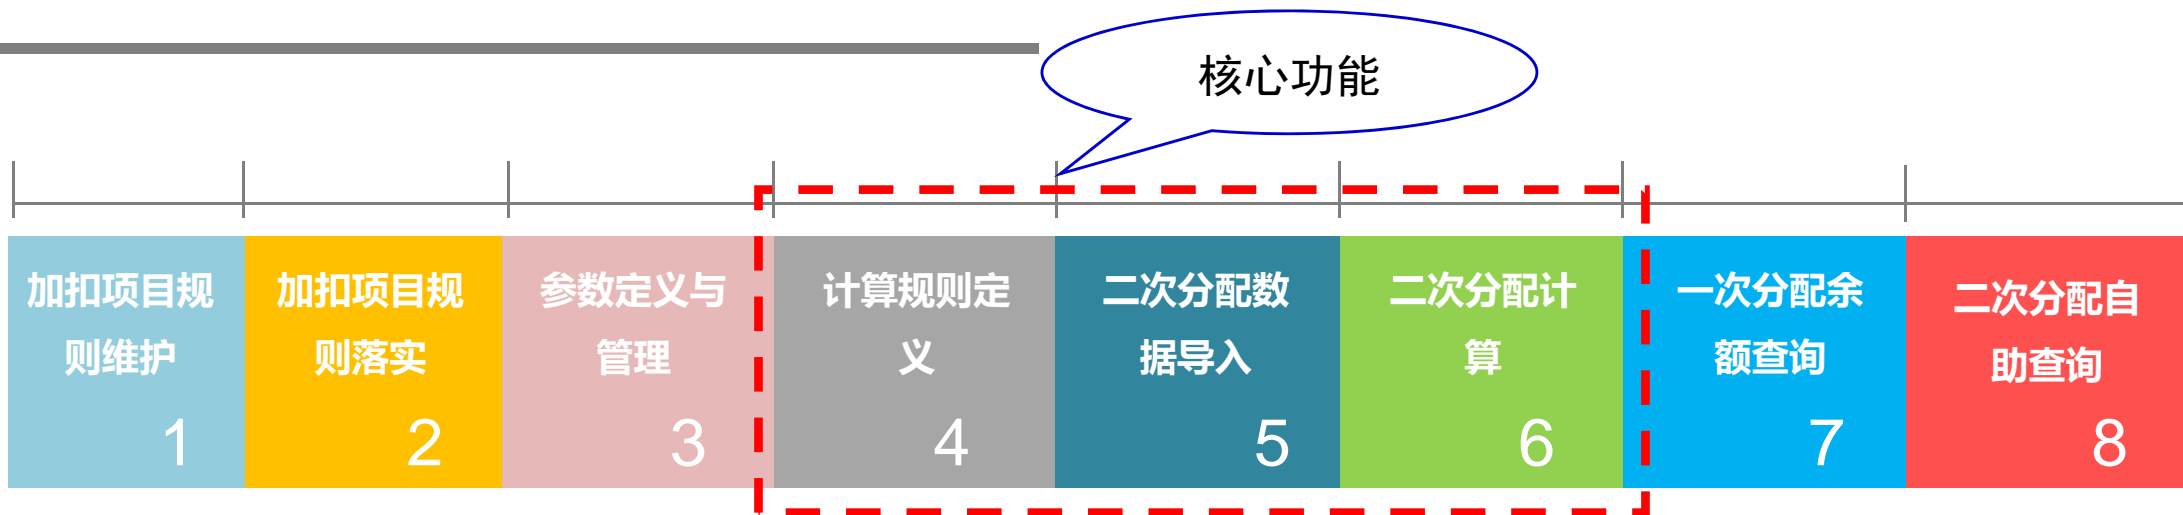 核心功能
加扣项目规
则维护
1
加扣项目规
则落实
2
参数定义与
管理
3
计算规则定
义
4
二次分配数
据导入
5
二次分配计
算
6
一次分配余
额查询
7
二次分配自
助查询
8